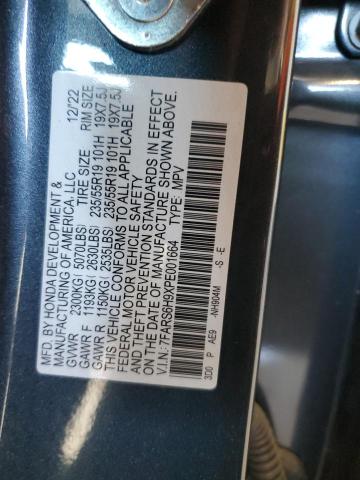 MFD. BY HONDA DEVELOPMENT & 12/22
MANUFACTURING OF AMERICA, LLC
GVWR 2300KG( 5070LBS) TIRE SIZE RIM SIZE
GAWR F 1193KG( 2630LBS) 235/55R19 101H 19X7.5J
GAWR R 1150KG( 2535LBS) 235/55R19 101H 19X7.5J
THIS VEHICLE CONFORMS TO ALL APPLICABLE
FEDERAL MOTOR VEHICLE SAFETY
AND THEFT PREVENTION STANDARDS IN EFFECT
ON THE DATE OF MANUFACTURE SHOWN ABOVE.
V.I.N.: 7FARS6H9XPE001664 TYPE: MPV
3D0 P AE9 -NH904M -S -E